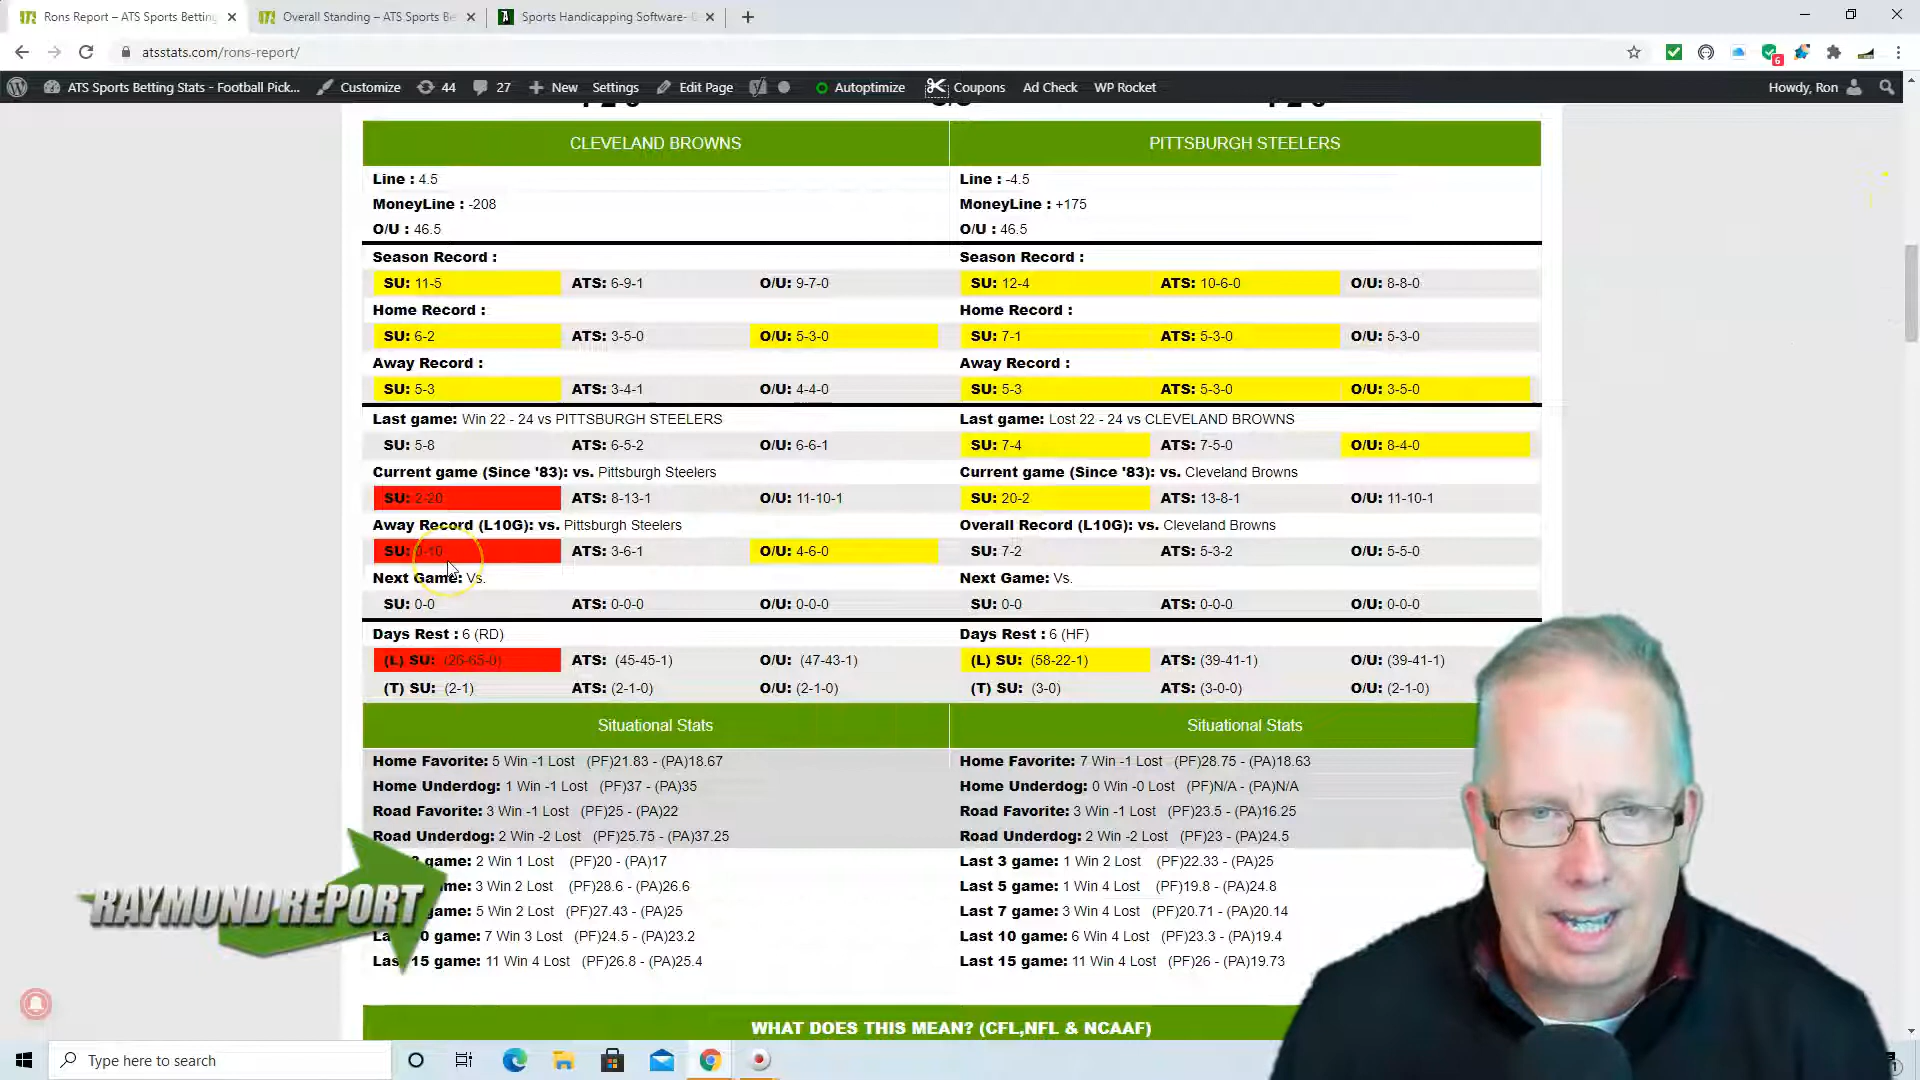 Rons Report – ATS Sports Betting
Overall Standing – ATS Sports Be
Sports Handicapping Software-
atsstats.com/rons-report/
6
ATS Sports Betting Stats - Football Pick...
Customize
44
27
New
Settings
Edit Page
Autoptimize
Coupons
Ad Check
WP Rocket
Howdy, Ron
CLEVELAND BROWNS
PITTSBURGH STEELERS
Line : 4.5
Line : -4.5
MoneyLine : -208
MoneyLine : +175
O/U : 46.5
O/U : 46.5
Season Record :
Season Record :
SU: 11-5 ATS: 6-9-1 O/U: 9-7-0
SU: 12-4 ATS: 10-6-0 O/U: 8-8-0
Home Record :
Home Record :
SU: 6-2 ATS: 3-5-0 O/U: 5-3-0
SU: 7-1 ATS: 5-3-0 O/U: 5-3-0
Away Record :
Away Record :
SU: 5-3 ATS: 3-4-1 O/U: 4-4-0
SU: 5-3 ATS: 5-3-0 O/U: 3-5-0
Last game: Win 22 - 24 vs PITTSBURGH STEELERS
Last game: Lost 22 - 24 vs CLEVELAND BROWNS
SU: 5-8 ATS: 6-5-2 O/U: 6-6-1
SU: 7-4 ATS: 7-5-0 O/U: 8-4-0
Current game (Since '83): vs. Pittsburgh Steelers
Current game (Since '83): vs. Cleveland Browns
SU: 2-20 ATS: 8-13-1 O/U: 11-10-1
SU: 20-2 ATS: 13-8-1 O/U: 11-10-1
Away Record (L10G): vs. Pittsburgh Steelers
Overall Record (L10G): vs. Cleveland Browns
SU: 0-10 ATS: 3-6-1 O/U: 4-6-0
SU: 7-2 ATS: 5-3-2 O/U: 5-5-0
Next Game: Vs.
Next Game: Vs.
SU: 0-0 ATS: 0-0-0 O/U: 0-0-0
SU: 0-0 ATS: 0-0-0 O/U: 0-0-0
Days Rest : 6 (RD)
Days Rest : 6 (HF)
(L) SU: (26-65-0) ATS: (45-45-1) O/U: (47-43-1)
(L) SU: (58-22-1) ATS: (39-41-1) O/U: (39-41-1)
(T) SU: (2-1) ATS: (2-1-0) O/U: (2-1-0)
(T) SU: (3-0) ATS: (3-0-0) O/U: (2-1-0)
Situational Stats
Situational Stats
Home Favorite: 5 Win -1 Lost (PF)21.83 - (PA)18.67
Home Favorite: 7 Win -1 Lost (PF)28.75 - (PA)18.63
Home Underdog: 1 Win -1 Lost (PF)37 - (PA)35
Home Underdog: 0 Win -0 Lost (PF)N/A - (PA)N/A
Road Favorite: 3 Win -1 Lost (PF)25 - (PA)22
Road Favorite: 3 Win -1 Lost (PF)23.5 - (PA)16.25
Road Underdog: 2 Win -2 Lost (PF)25.75 - (PA)37.25
Road Underdog: 2 Win -2 Lost (PF)23 - (PA)24.5
game: 2 Win 1 Lost (PF)20 - (PA)17
Last 3 game: 1 Win 2 Lost (PF)22.33 - (PA)25
me: 3 Win 2 Lost (PF)28.6 - (PA)26.6
Last 5 game: 1 Win 4 Lost (PF)19.8 - (PA)24.8
game: 5 Win 2 Lost (PF)27.43 - (PA)25
Last 7 game: 3 Win 4 Lost (PF)20.71 - (PA)20.14
0 game: 7 Win 3 Lost (PF)24.5 - (PA)23.2
Last 10 game: 6 Win 4 Lost (PF)23.3 - (PA)19.4
15 game: 11 Win 4 Lost (PF)26.8 - (PA)25.4
Last 15 game: 11 Win 4 Lost (PF)26 - (PA)19.73
RAYMOND REPORT
WHAT DOES THIS MEAN? (CFL,NFL & NCAAF)
Type here to search